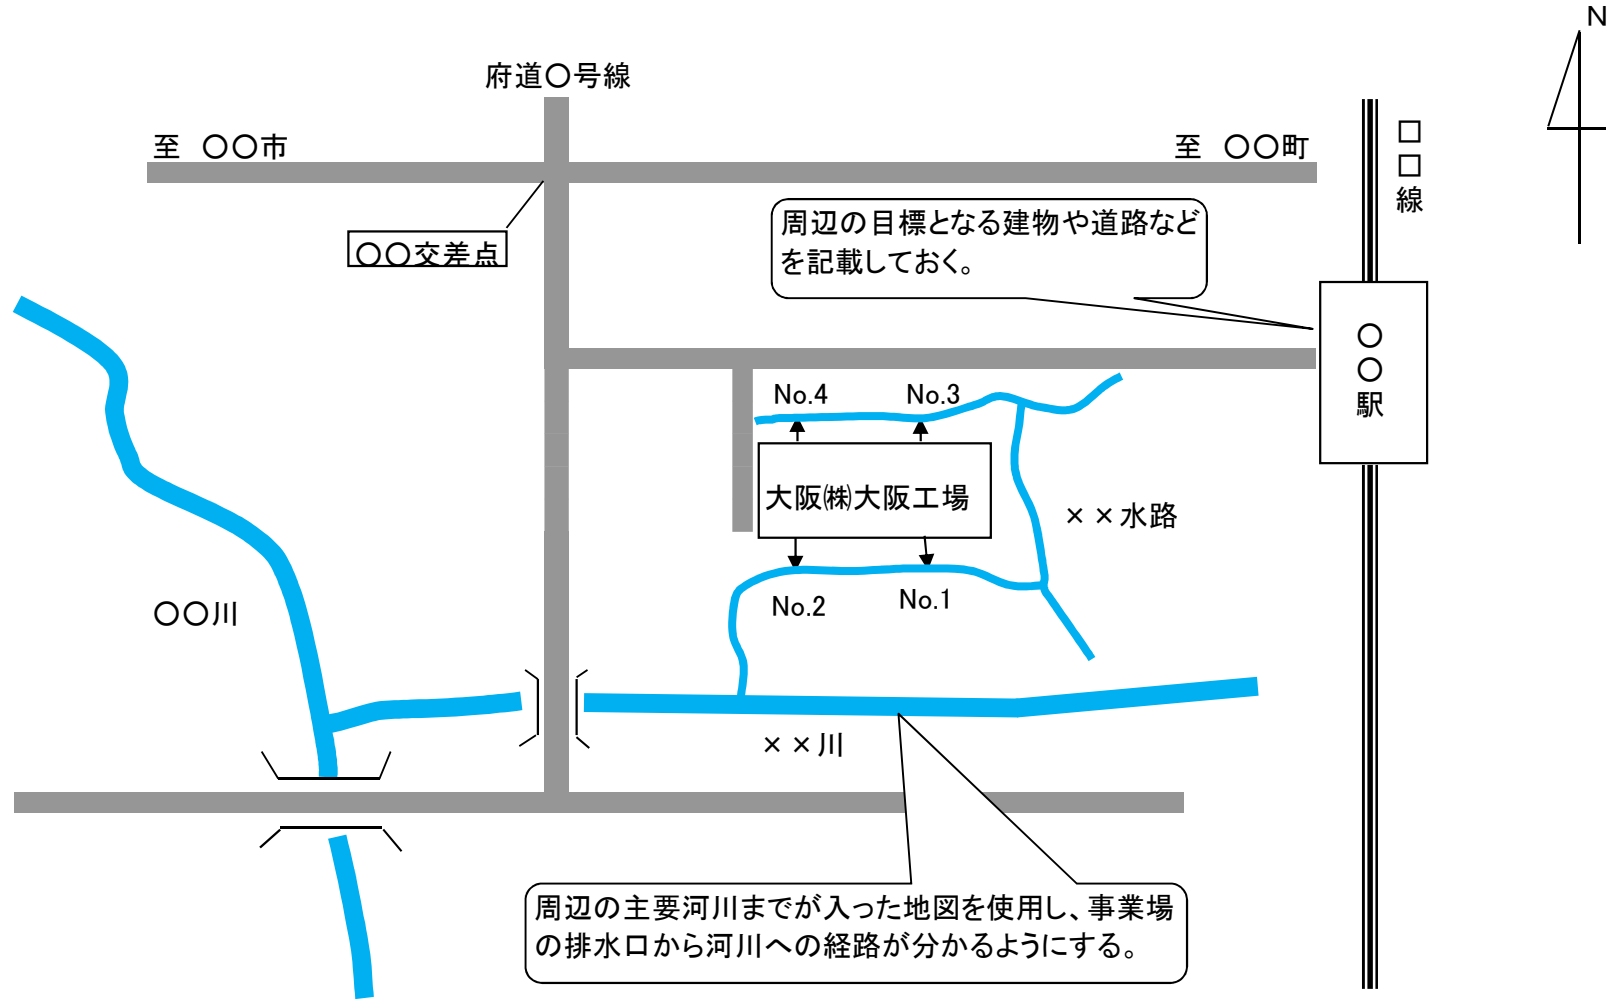 N
府道〇号線
至 〇〇市
至 〇〇町
□□線
周辺の目標となる建物や道路など
を記載しておく。
〇〇交差点
〇〇駅
No.4
No.3
大阪㈱大阪工場
××水路
No.2
No.1
〇〇川
××川
周辺の主要河川までが入った地図を使用し、事業場
の排水口から河川への経路が分かるようにする。